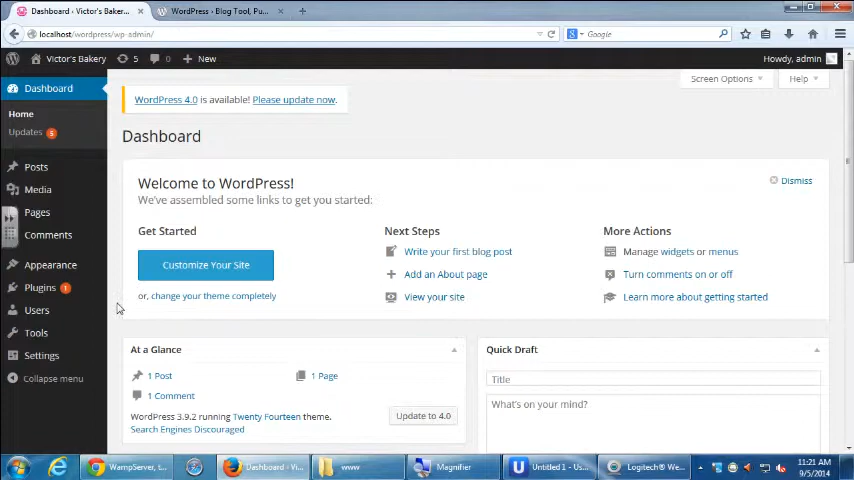 Dashboard ‹ Victor's Bakery...
WordPress › Blog Tool, Pu...
localhost/wordpress/wp-admin/
Google
Victor's Bakery
5
0
New
Howdy, admin
Dashboard
Home
Updates 5
Posts
Media
Pages
Comments
Appearance
Plugins 1
Users
Tools
Settings
Collapse menu
Screen Options
Help
WordPress 4.0 is available! Please update now.
Dashboard
Welcome to WordPress!
We've assembled some links to get you started:
Dismiss
Get Started
Customize Your Site
or, change your theme completely
Next Steps
Write your first blog post
Add an About page
View your site
More Actions
Manage widgets or menus
Turn comments on or off
Learn more about getting started
At a Glance
1 Post
1 Page
1 Comment
WordPress 3.9.2 running Twenty Fourteen theme.
Update to 4.0
Search Engines Discouraged
Quick Draft
Title
What's on your mind?
WampServer, t...
Dashboard ‹ Vi...
www
Magnifier
Untitled 1 - Us...
Logitech® We...
11:21 AM
9/5/2014